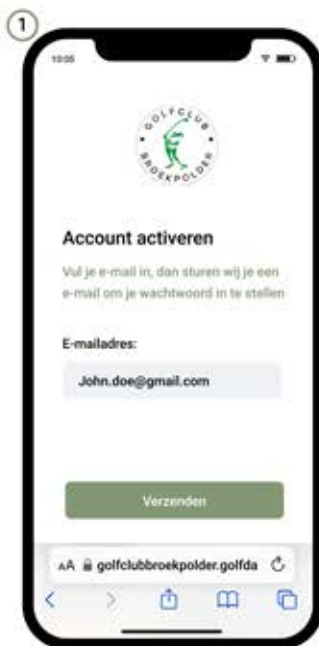 1
10:05
GOLFCLUB
BROEKPOLDER
Account activeren
Vul je e-mail in, dan sturen wij je een
e-mail om je wachtwoord in te stellen
E-mailadres:
John.doe@gmail.com
Verzenden
AA golfclubbroekpolder.golfda